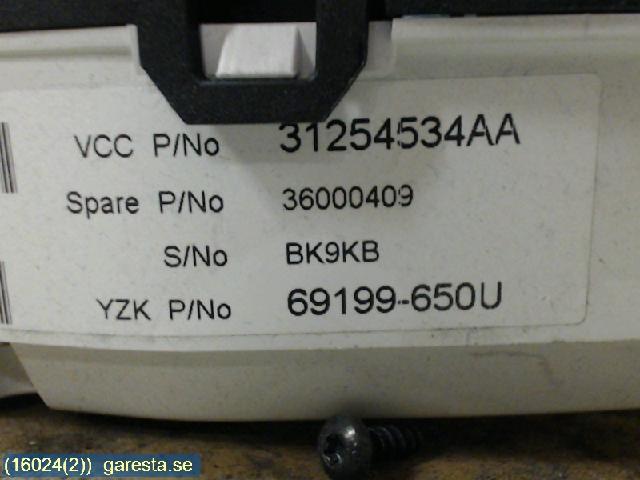 VCC P/No 31254534AA
Spare P/No 36000409
S/No BK9KB
YZK P/No 69199-650U
(16024(2)) garesta.se